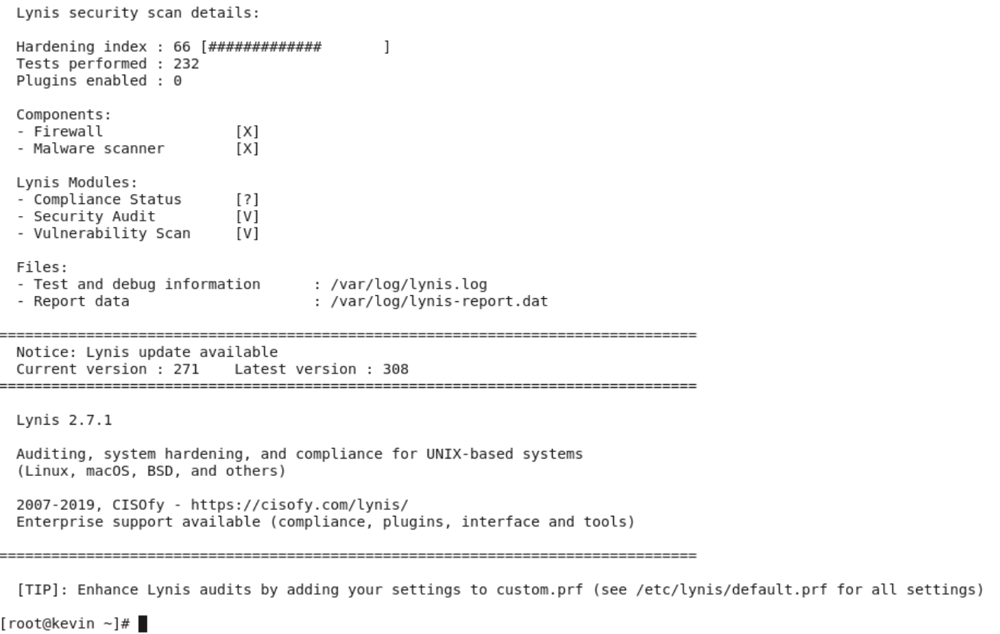 Lynis security scan details:
Hardening index : 66 [#############       ]
Tests performed : 232
Plugins enabled : 0
Components:
- Firewall               [X]
- Malware scanner        [X]
Lynis Modules:
- Compliance Status      [?]
- Security Audit         [V]
- Vulnerability Scan     [V]
Files:
- Test and debug information      : /var/log/lynis.log
- Report data                     : /var/log/lynis-report.dat
================================================================================
Notice: Lynis update available
Current version : 271    Latest version : 308
================================================================================
Lynis 2.7.1
Auditing, system hardening, and compliance for UNIX-based systems
(Linux, macOS, BSD, and others)
2007-2019, CISOfy - https://cisofy.com/lynis/
Enterprise support available (compliance, plugins, interface and tools)
================================================================================
[TIP]: Enhance Lynis audits by adding your settings to custom.prf (see /etc/lynis/default.prf for all settings)
[root@kevin ~]#